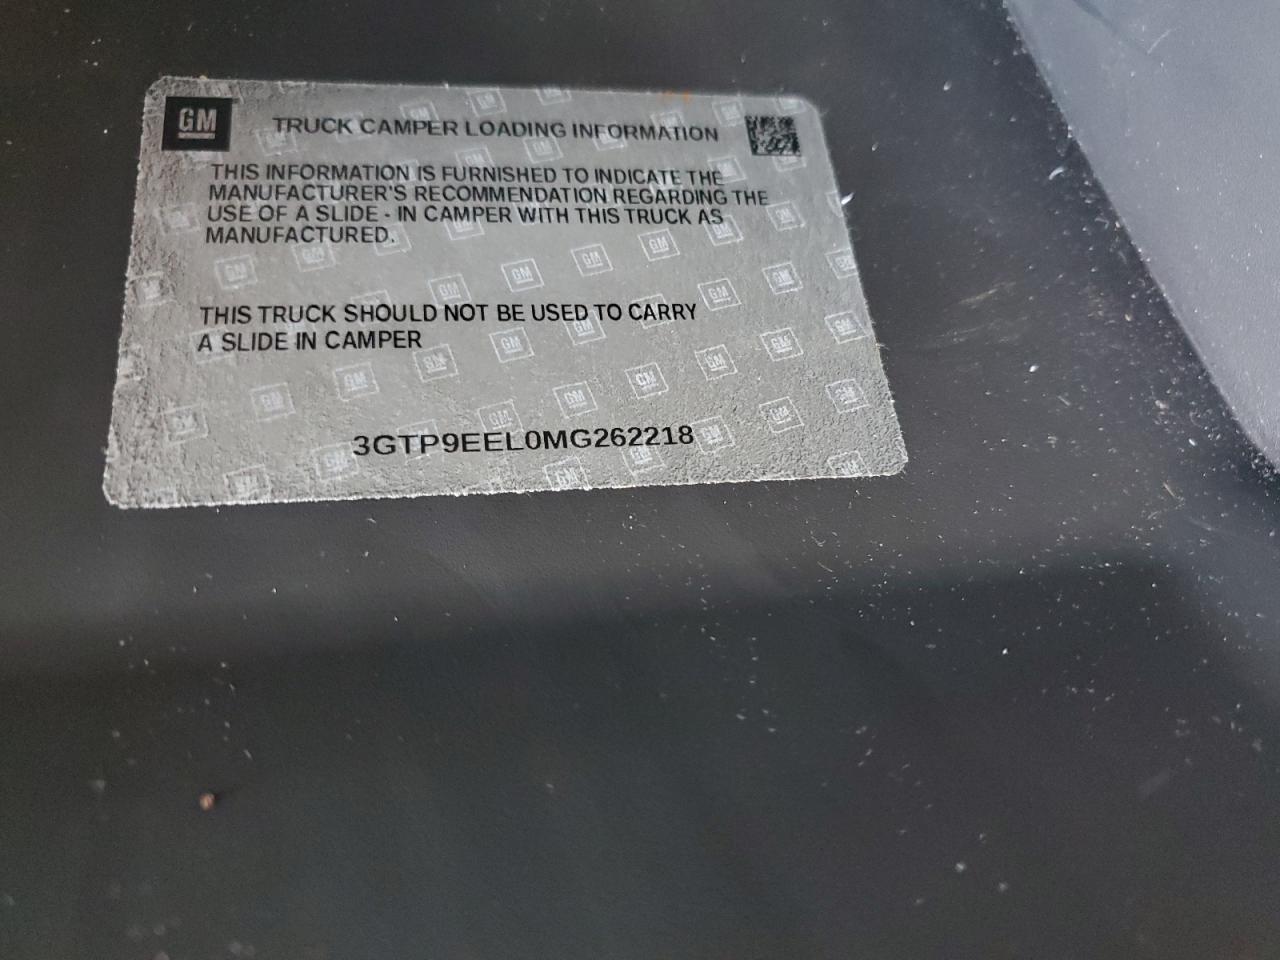 GM
TRUCK CAMPER LOADING INFORMATION
THIS INFORMATION IS FURNISHED TO INDICATE THE
MANUFACTURER'S RECOMMENDATION REGARDING THE
USE OF A SLIDE - IN CAMPER WITH THIS TRUCK AS
MANUFACTURED.
THIS TRUCK SHOULD NOT BE USED TO CARRY
A SLIDE IN CAMPER
3GTP9EEL0MG262218